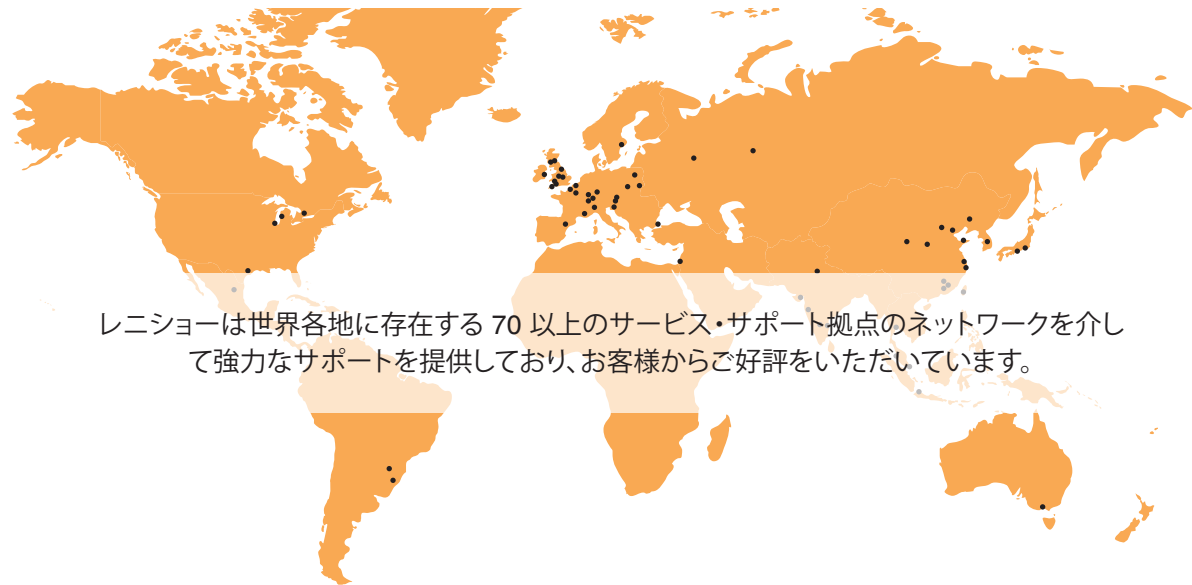 レニショーは世界各地に存在する 70 以上のサービス・サポート拠点のネットワークを介し
て強力なサポートを提供しており、お客様からご好評をいただいています。